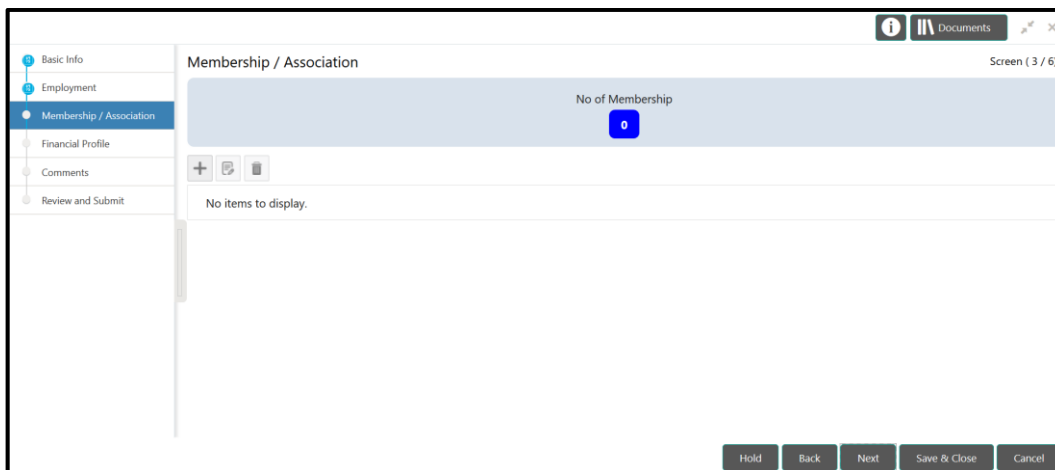 Documents
Basic Info
Employment
Membership / Association
Financial Profile
Comments
Review and Submit
Membership / Association
Screen ( 3 / 6)
No of Membership
0
No items to display.
Hold
Back
Next
Save & Close
Cancel